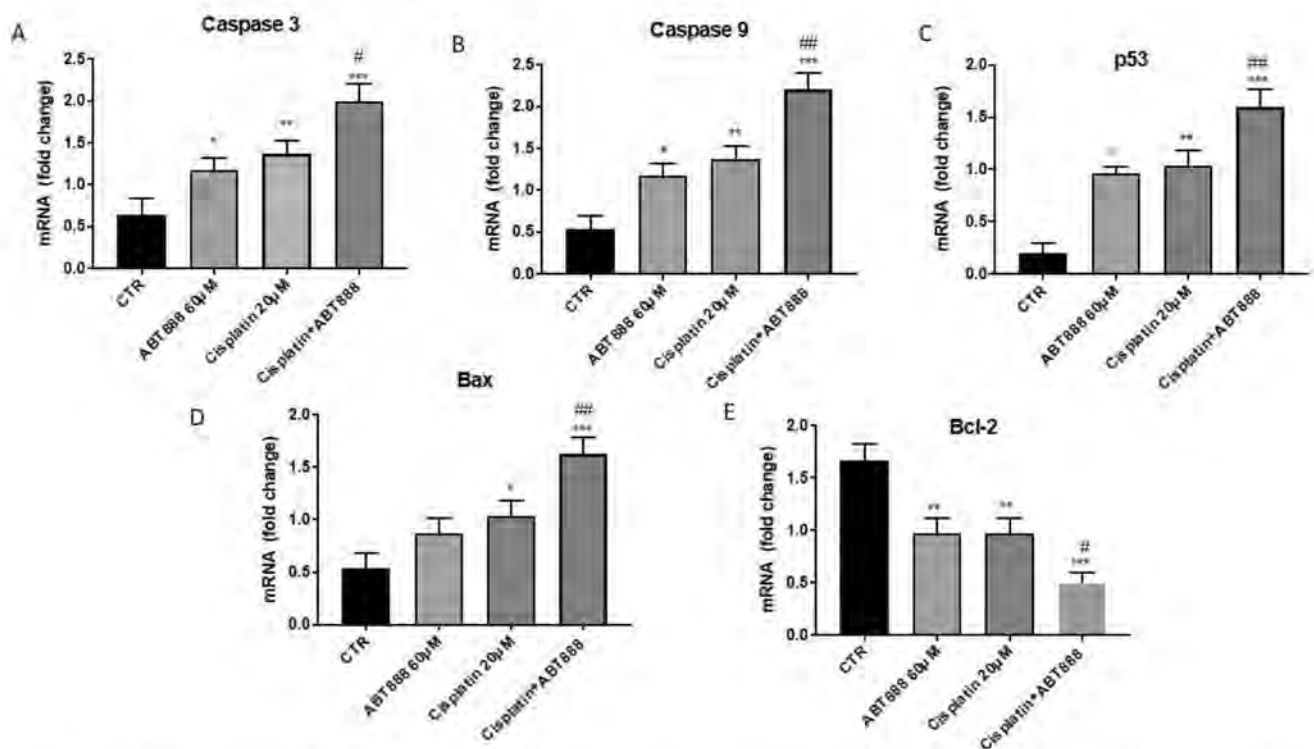 A
Caspase 3
mRNA (fold change)
2.5
2.0
1.5
1.0
0.5
0.0
*
**
#
***
CTR
ABT888 60μM
Cisplatin 20μM
Cisplatin+ABT888
B
Caspase 9
mRNA (fold change)
2.5
2.0
1.5
1.0
0.5
0.0
*
**
##
***
CTR
ABT888 60μM
Cisplatin 20μM
Cisplatin+ABT888
C
p53
mRNA (fold change)
2.0
1.5
1.0
0.5
0.0
**
##
***
CTR
ABT888 60μM
Cisplatin 20μM
Cisplatin+ABT888
D
Bax
mRNA (fold change)
2.0
1.5
1.0
0.5
0.0
*
##
***
CTR
ABT888 60μM
Cisplatin 20μM
Cisplatin+ABT888
E
Bcl-2
mRNA (fold change)
2.0
1.5
1.0
0.5
0.0
**
**
#
***
CTR
ABT888 60μM
Cisplatin 20μM
Cisplatin+ABT888